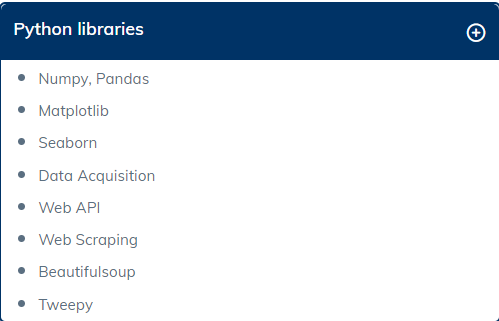 Python libraries
Numpy, Pandas
Matplotlib
Seaborn
Data Acquisition
Web API
Web Scraping
Beautifulsoup
Tweepy